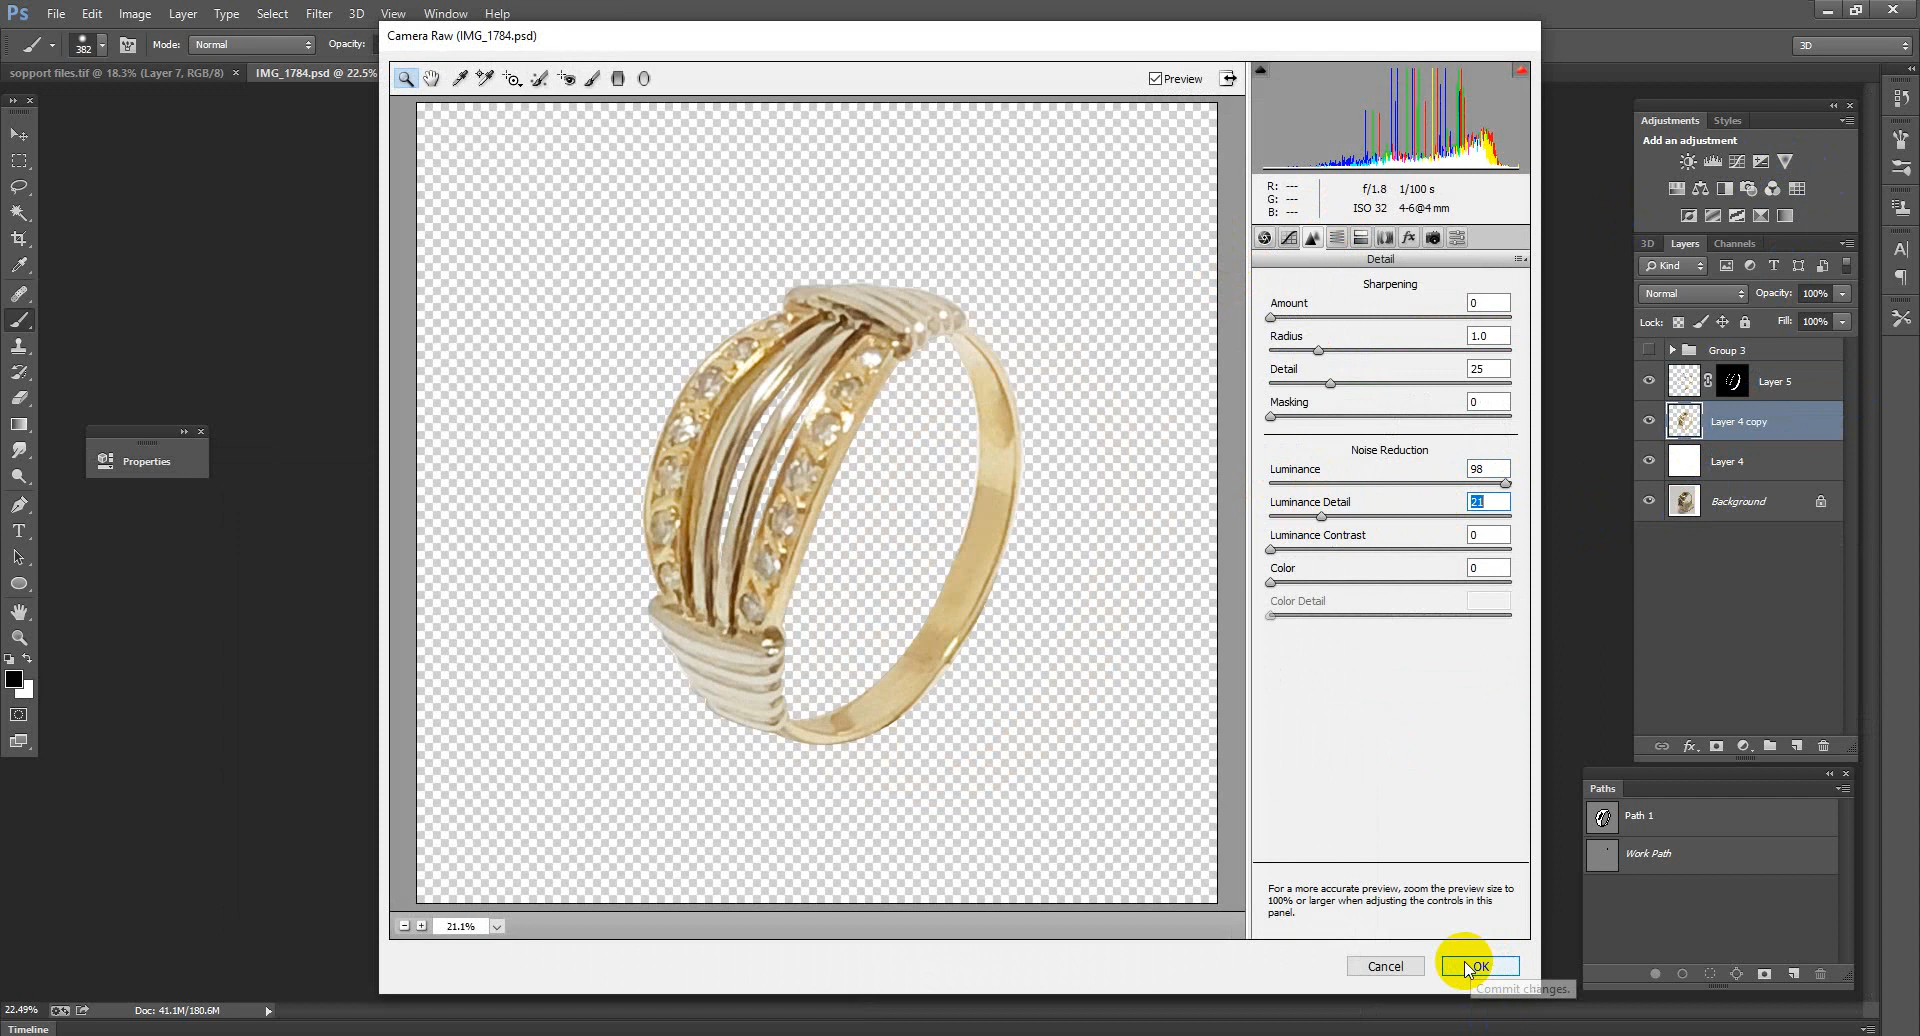 Ps File Edit Image Layer Type Select Filter 3D View Window Help
Camera Raw (IMG_1784.psd)
382 Mode: Normal Opacity:
3D
sopport files.tif @ 18.3% (Layer 7, RGB/8) × IMG_1784.psd @ 22.5%
Preview
R: ---
G: ---
B: ---
f/1.8 1/100 s
ISO 32 4-6@4 mm
Detail
Sharpening
Amount 0
Radius 1.0
Detail 25
Masking 0
Noise Reduction
Luminance 98
Luminance Detail 21
Luminance Contrast 0
Color 0
Color Detail
For a more accurate preview, zoom the preview size to
100% or larger when adjusting the controls in this
panel.
21.1%
Cancel OK
Commit changes.
Properties
Adjustments Styles
Add an adjustment
3D Layers Channels
Kind
Normal Opacity: 100%
Lock: Fill: 100%
Group 3
Layer 5
Layer 4 copy
Layer 4
Background
Paths
Path 1
Work Path
22.49% Doc: 41.1M/180.6M
Timeline